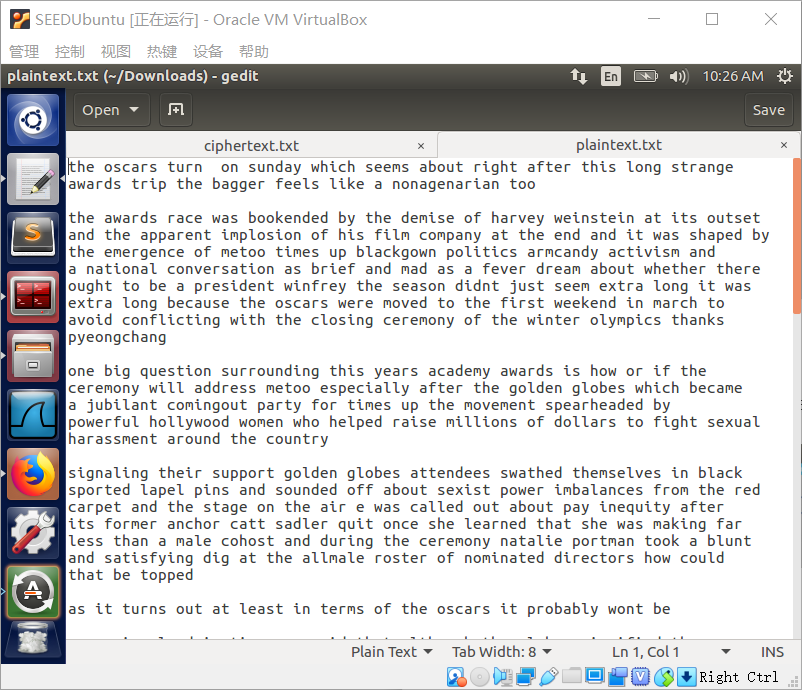 SEEDUbuntu [正在运行] - Oracle VM VirtualBox
管理 控制 视图 热键 设备 帮助
plaintext.txt (~/Downloads) - gedit En 10:26 AM
Open Save
ciphertext.txt × plaintext.txt ×
the oscars turn  on sunday which seems about right after this long strange
awards trip the bagger feels like a nonagenarian too
the awards race was bookended by the demise of harvey weinstein at its outset
and the apparent implosion of his film company at the end and it was shaped by
the emergence of metoo times up blackgown politics armcandy activism and
a national conversation as brief and mad as a fever dream about whether there
ought to be a president winfrey the season didnt just seem extra long it was
extra long because the oscars were moved to the first weekend in march to
avoid conflicting with the closing ceremony of the winter olympics thanks
pyeongchang
one big question surrounding this years academy awards is how or if the
ceremony will address metoo especially after the golden globes which became
a jubilant comingout party for times up the movement spearheaded by
powerful hollywood women who helped raise millions of dollars to fight sexual
harassment around the country
signaling their support golden globes attendees swathed themselves in black
sported lapel pins and sounded off about sexist power imbalances from the red
carpet and the stage on the air e was called out about pay inequity after
its former anchor catt sadler quit once she learned that she was making far
less than a male cohost and during the ceremony natalie portman took a blunt
and satisfying dig at the allmale roster of nominated directors how could
that be topped
as it turns out at least in terms of the oscars it probably wont be
Plain Text Tab Width: 8 Ln 1, Col 1 INS
Right Ctrl